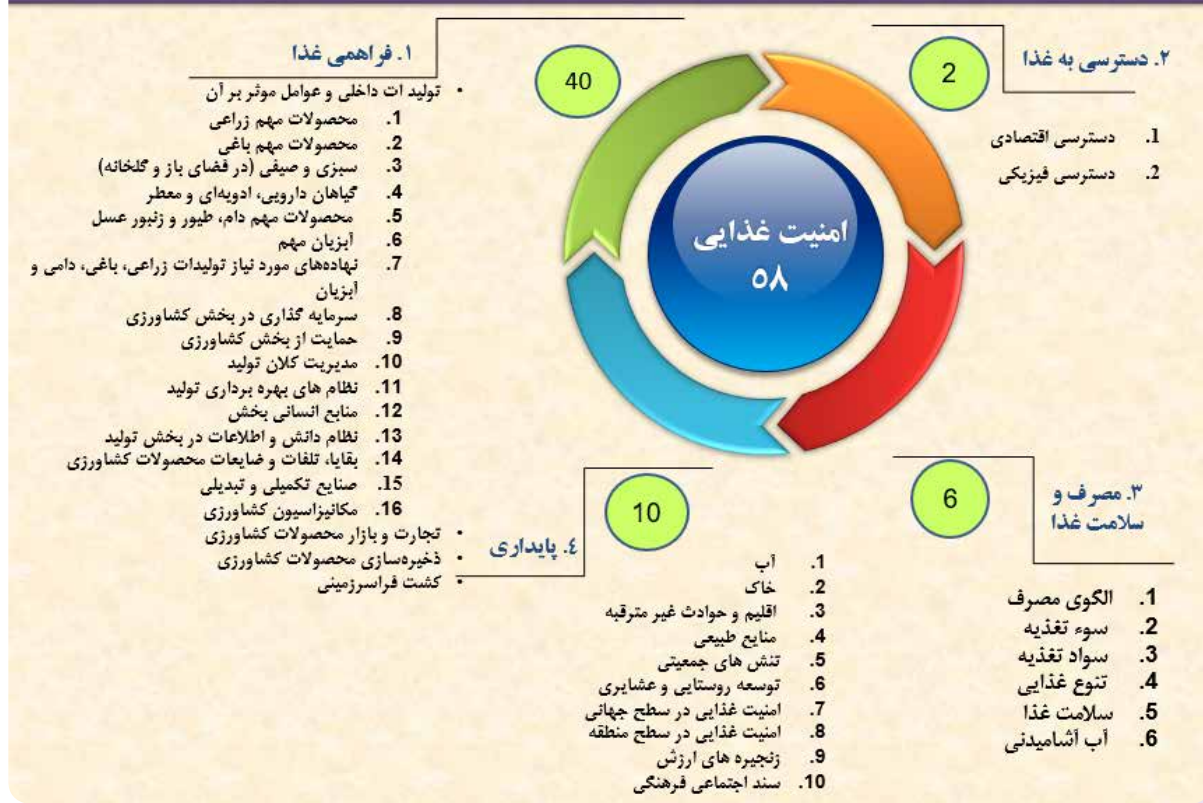 ۱. فراهمی غذا
40
• تولید ات داخلی و عوامل موثر بر آن
1. محصولات مهم زراعی
2. محصولات مهم باغی
3. سبزی و صیفی (در فضای باز و گلخانه)
4. گیاهان دارویی، ادویه‌ای و معطر
5. محصولات مهم دام، طیور و زنبور عسل
6. آبزیان مهم
7. نهاده‌های مورد نیاز تولیدات زراعی، باغی، دامی و
آبزیان
8. سرمایه گذاری در بخش کشاورزی
9. حمایت از بخش کشاورزی
10. مدیریت کلان تولید
11. نظام های بهره برداری تولید
12. منابع انسانی بخش
13. نظام دانش و اطلاعات در بخش تولید
14. بقایا، تلفات و ضایعات محصولات کشاورزی
15. صنایع تکمیلی و تبدیلی
16. مکانیزاسیون کشاورزی
• تجارت و بازار محصولات کشاورزی
• ذخیره‌سازی محصولات کشاورزی
• کشت فراسرزمینی
امنیت غذایی
۵۸
۲. دسترسی به غذا
2
1. دسترسی اقتصادی
2. دسترسی فیزیکی
۳. مصرف و
سلامت غذا
6
1. الگوی مصرف
2. سوء تغذیه
3. سواد تغذیه
4. تنوع غذایی
5. سلامت غذا
6. آب آشامیدنی
٤. پایداری
10
1. آب
2. خاک
3. اقلیم و حوادث غیر مترقبه
4. منابع طبیعی
5. تنش های جمعیتی
6. توسعه روستایی و عشایری
7. امنیت غذایی در سطح جهانی
8. امنیت غذایی در سطح منطقه
9. زنجیره های ارزش
10. سند اجتماعی فرهنگی